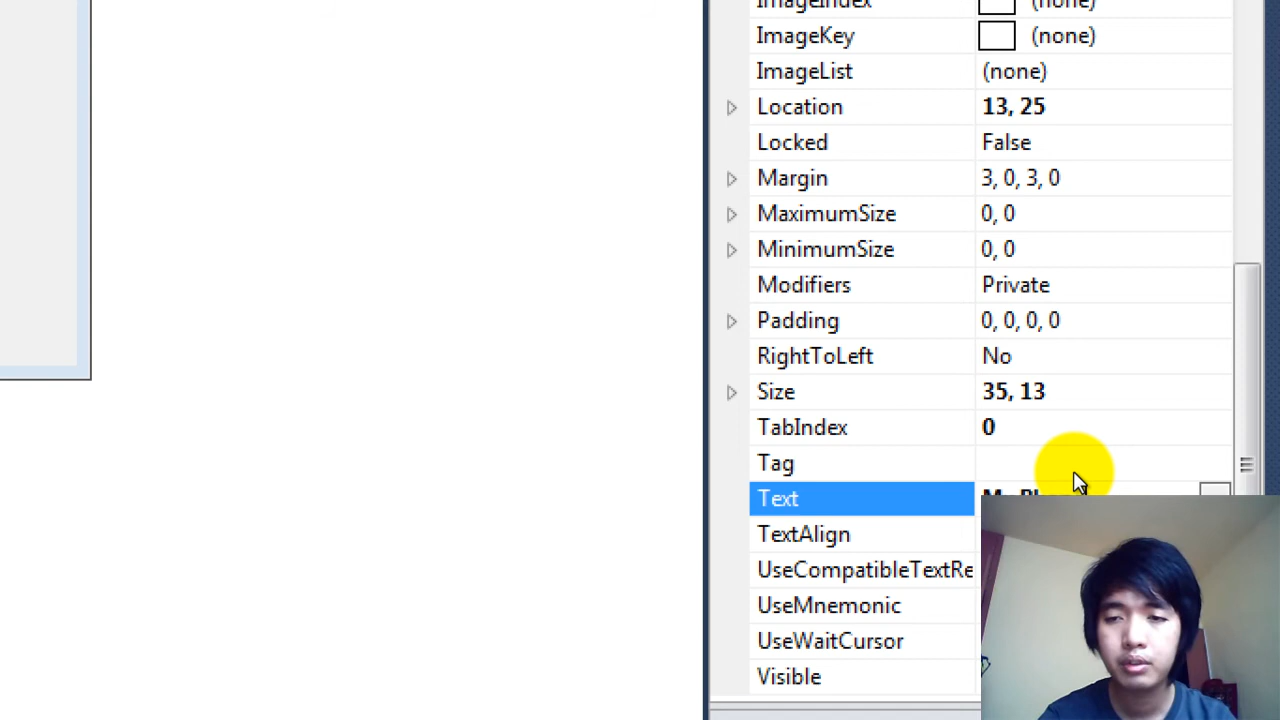 ImageIndex (none)
ImageKey (none)
ImageList (none)
Location 13, 25
Locked False
Margin 3, 0, 3, 0
MaximumSize 0, 0
MinimumSize 0, 0
Modifiers Private
Padding 0, 0, 0, 0
RightToLeft No
Size 35, 13
TabIndex 0
Tag
Text
TextAlign
UseCompatibleTextRe
UseMnemonic
UseWaitCursor
Visible